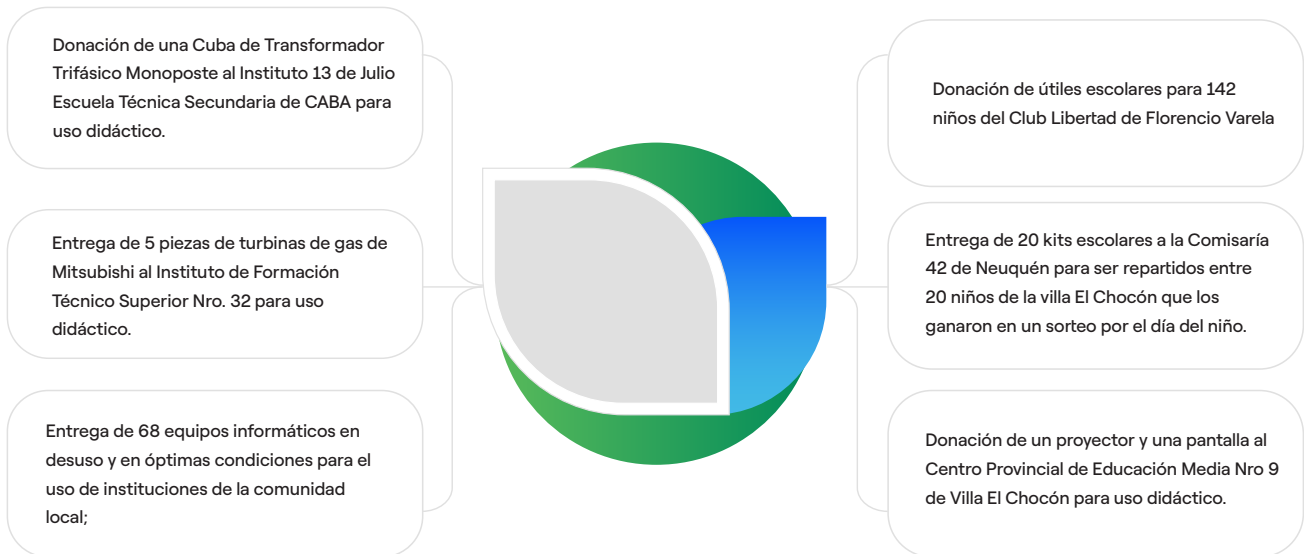 Donación de una Cuba de Transformador
Trifásico Monoposte al Instituto 13 de Julio
Escuela Técnica Secundaria de CABA para
uso didáctico.
Entrega de 5 piezas de turbinas de gas de
Mitsubishi al Instituto de Formación
Técnico Superior Nro. 32 para uso
didáctico.
Entrega de 68 equipos informáticos en
desuso y en óptimas condiciones para el
uso de instituciones de la comunidad
local;
Donación de útiles escolares para 142
niños del Club Libertad de Florencio Varela
Entrega de 20 kits escolares a la Comisaría
42 de Neuquén para ser repartidos entre
20 niños de la villa El Chocón que los
ganaron en un sorteo por el día del niño.
Donación de un proyector y una pantalla al
Centro Provincial de Educación Media Nro 9
de Villa El Chocón para uso didáctico.